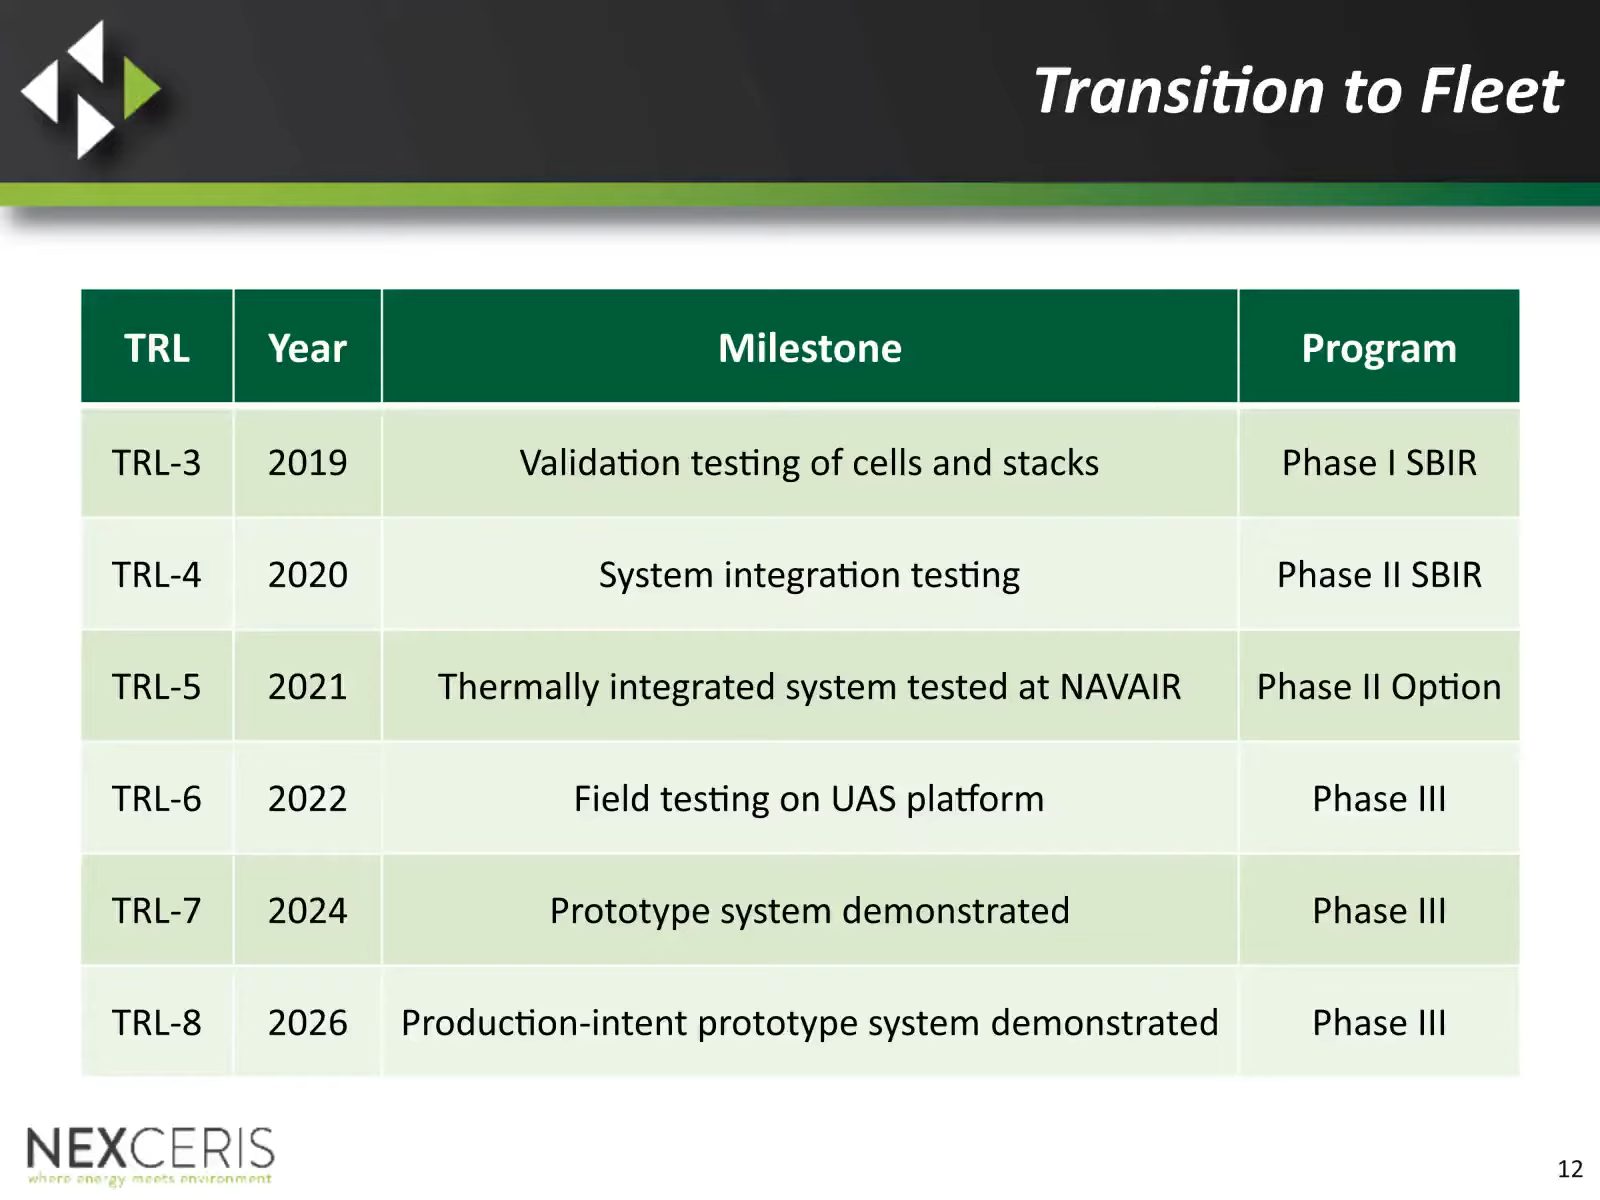 Transition to Fleet
TRL Year Milestone Program
TRL-3 2019 Validation testing of cells and stacks Phase I SBIR
TRL-4 2020 System integration testing Phase II SBIR
TRL-5 2021 Thermally integrated system tested at NAVAIR Phase II Option
TRL-6 2022 Field testing on UAS platform Phase III
TRL-7 2024 Prototype system demonstrated Phase III
TRL-8 2026 Production-intent prototype system demonstrated Phase III
NEXCERIS
where energy meets environment
12